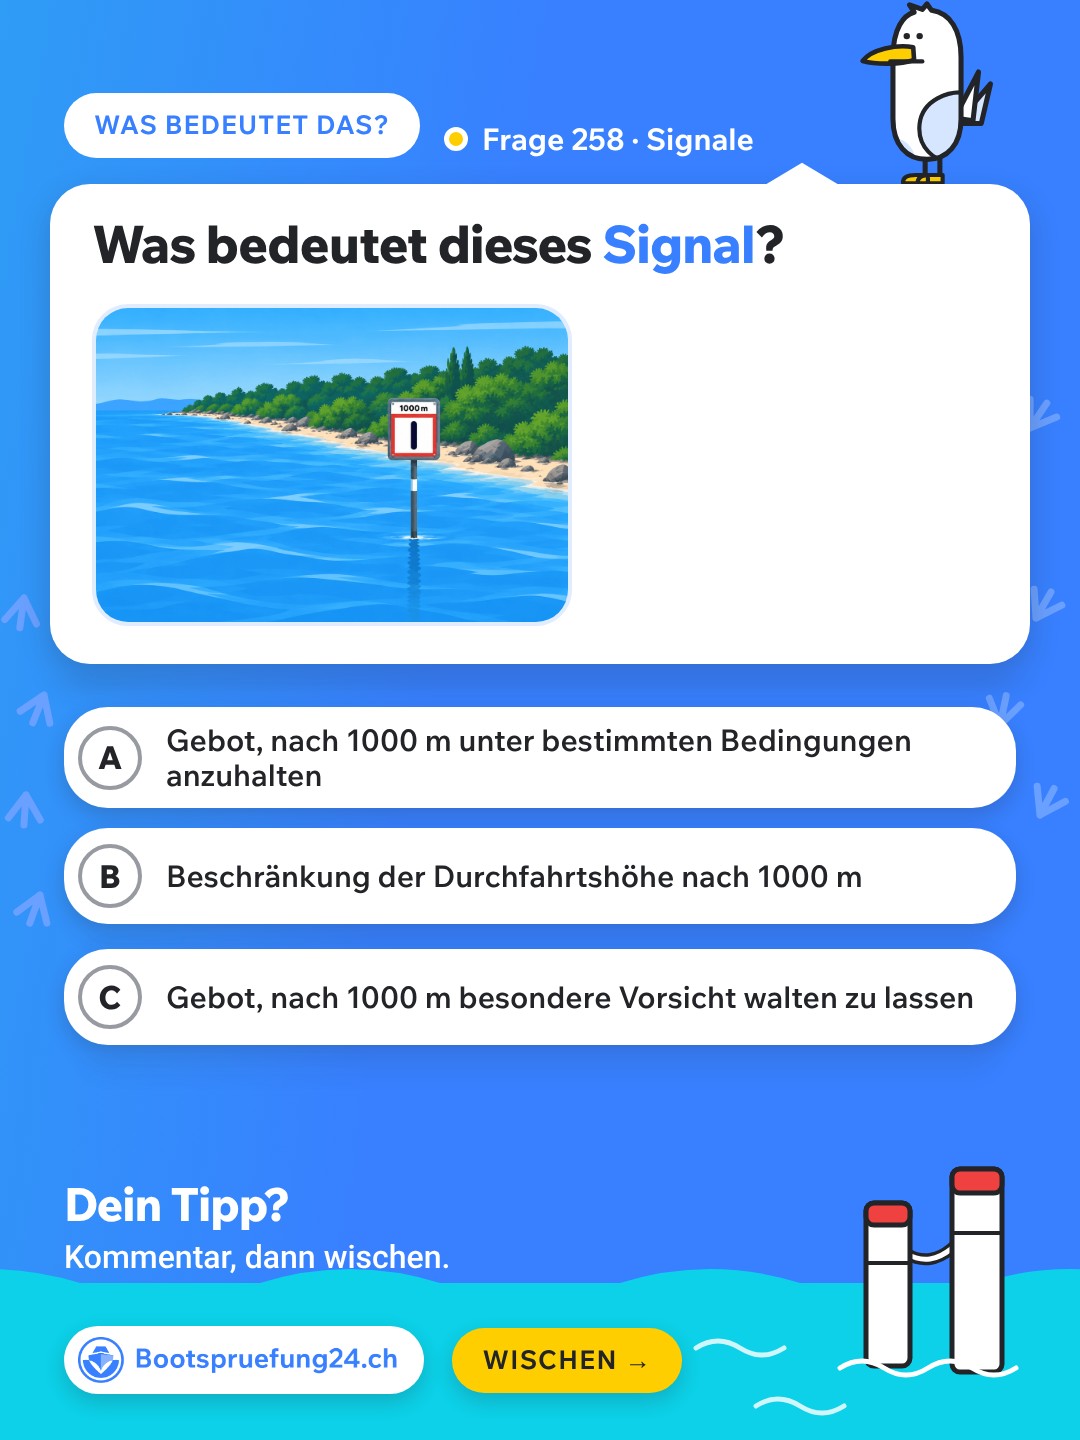 WAS BEDEUTET DAS?
Frage 258 · Signale
Was bedeutet dieses Signal?
1000 m
A
Gebot, nach 1000 m unter bestimmten Bedingungen
anzuhalten
B
Beschränkung der Durchfahrtshöhe nach 1000 m
C
Gebot, nach 1000 m besondere Vorsicht walten zu lassen
Dein Tipp?
Kommentar, dann wischen.
Bootspruefung24.ch
WISCHEN →